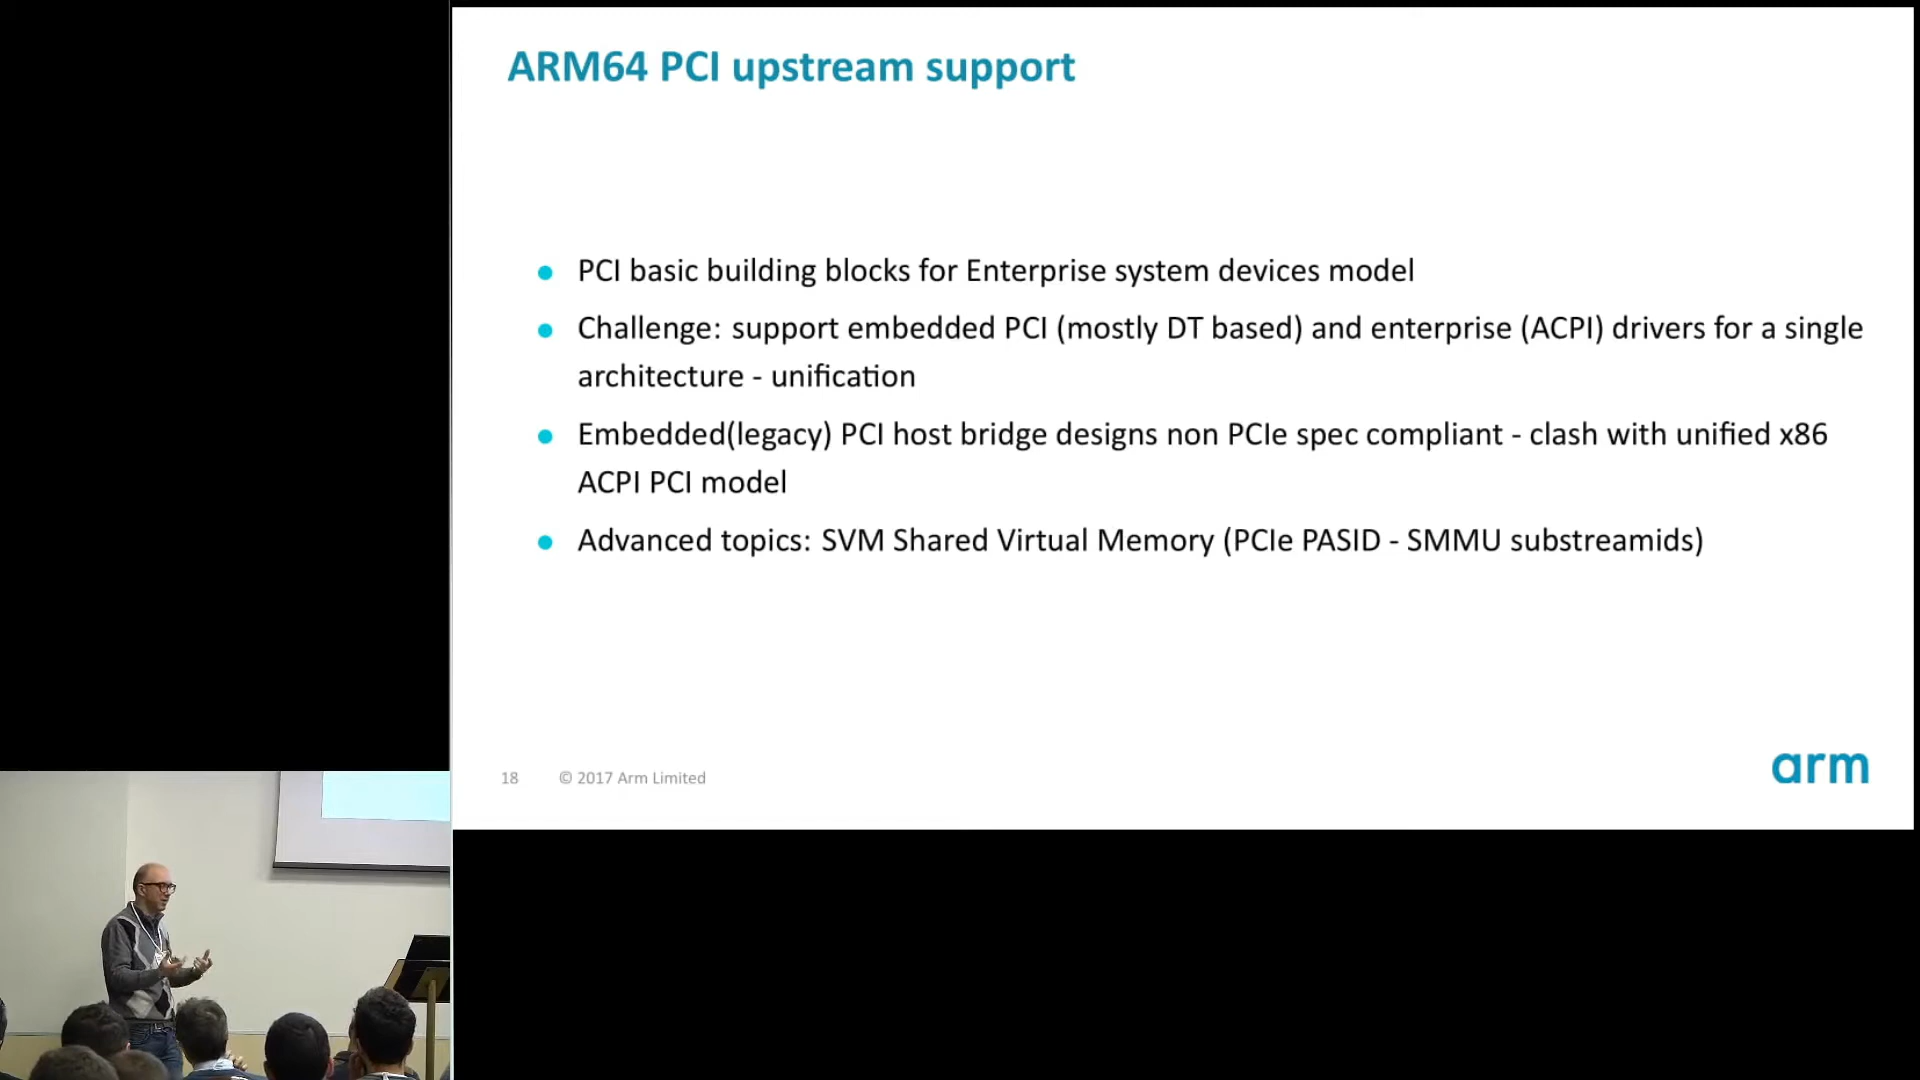 ARM64 PCI upstream support
PCI basic building blocks for Enterprise system devices model
Challenge: support embedded PCI (mostly DT based) and enterprise (ACPI) drivers for a single
architecture - unification
Embedded(legacy) PCI host bridge designs non PCIe spec compliant - clash with unified x86
ACPI PCI model
Advanced topics: SVM Shared Virtual Memory (PCIe PASID - SMMU substreamids)
18 © 2017 Arm Limited
arm